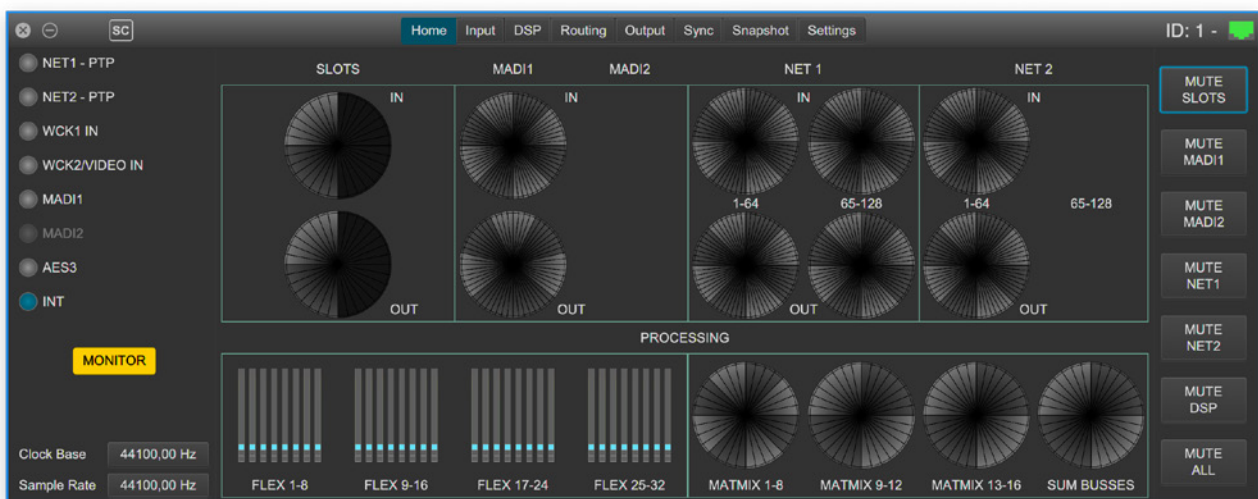 SC
Home Input DSP Routing Output Sync Snapshot Settings
ID: 1 -
NET1 - PTP
NET2 - PTP
WCK1 IN
WCK2/VIDEO IN
MADI1
MADI2
AES3
INT
MONITOR
Clock Base 44100,00 Hz
Sample Rate 44100,00 Hz
SLOTS MADI1 MADI2 NET 1 NET 2
IN IN IN IN
1-64 65-128 1-64 65-128
OUT OUT OUT OUT
PROCESSING
FLEX 1-8 FLEX 9-16 FLEX 17-24 FLEX 25-32 MATMIX 1-8 MATMIX 9-12 MATMIX 13-16 SUM BUSSES
MUTE
SLOTS
MUTE
MADI1
MUTE
MADI2
MUTE
NET1
MUTE
NET2
MUTE
DSP
MUTE
ALL